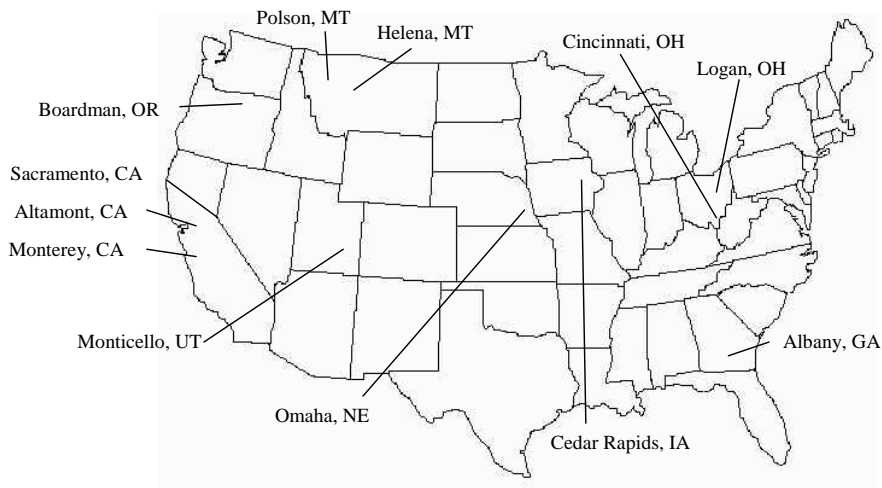 Polson, MT
Helena, MT
Cincinnati, OH
Logan, OH
Boardman, OR
Sacramento, CA
Altamont, CA
Monterey, CA
Monticello, UT
Albany, GA
Omaha, NE
Cedar Rapids, IA